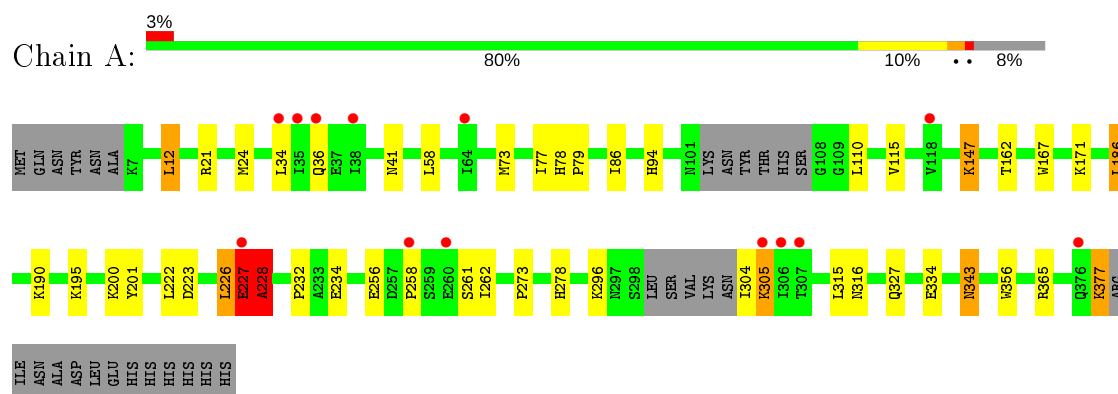 3%
Chain A:
80% 10% • • 8%
MET GLN ASN TYR ASN ALA K7 L12 R21 M24 L34 I35 Q36 E37 I38 N41 L58 I64 M73 I77 H78 P79 I86 H94 N101 LYS ASN TYR THR HIS SER G108 G109 L110 V115 V118 K147 T162 W167 K171 L186
K190 K195 K200 Y201 L222 D223 L226 E227 A228 P232 A233 E234 E256 D257 P258 S259 E260 S261 I262 P273 H278 K296 N297 S298 LEU SER VAL LYS ASN I304 K305 I306 T307 L315 N316 Q327 E334 N343 W356 R365 Q376 K377 ARG
ILE ASN ALA ASP LEU GLU HIS HIS HIS HIS HIS HIS